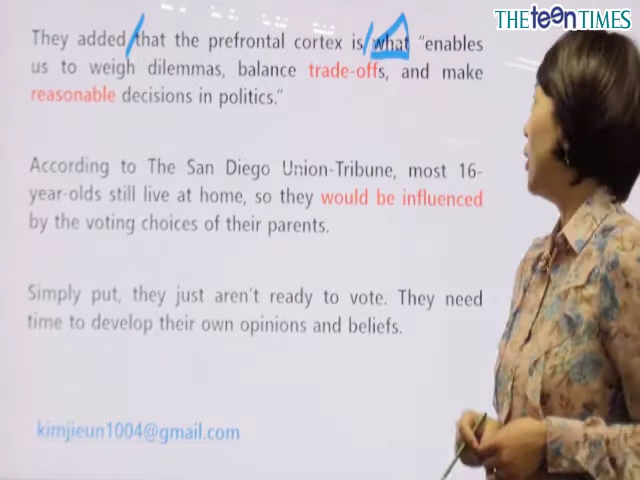 THE teen TIMES
They added that the prefrontal cortex is what "enables
us to weigh dilemmas, balance trade-offs, and make
reasonable decisions in politics."
According to The San Diego Union-Tribune, most 16-
year-olds still live at home, so they would be influenced
by the voting choices of their parents.
Simply put, they just aren't ready to vote. They need
time to develop their own opinions and beliefs.
kimjieun1004@gmail.com